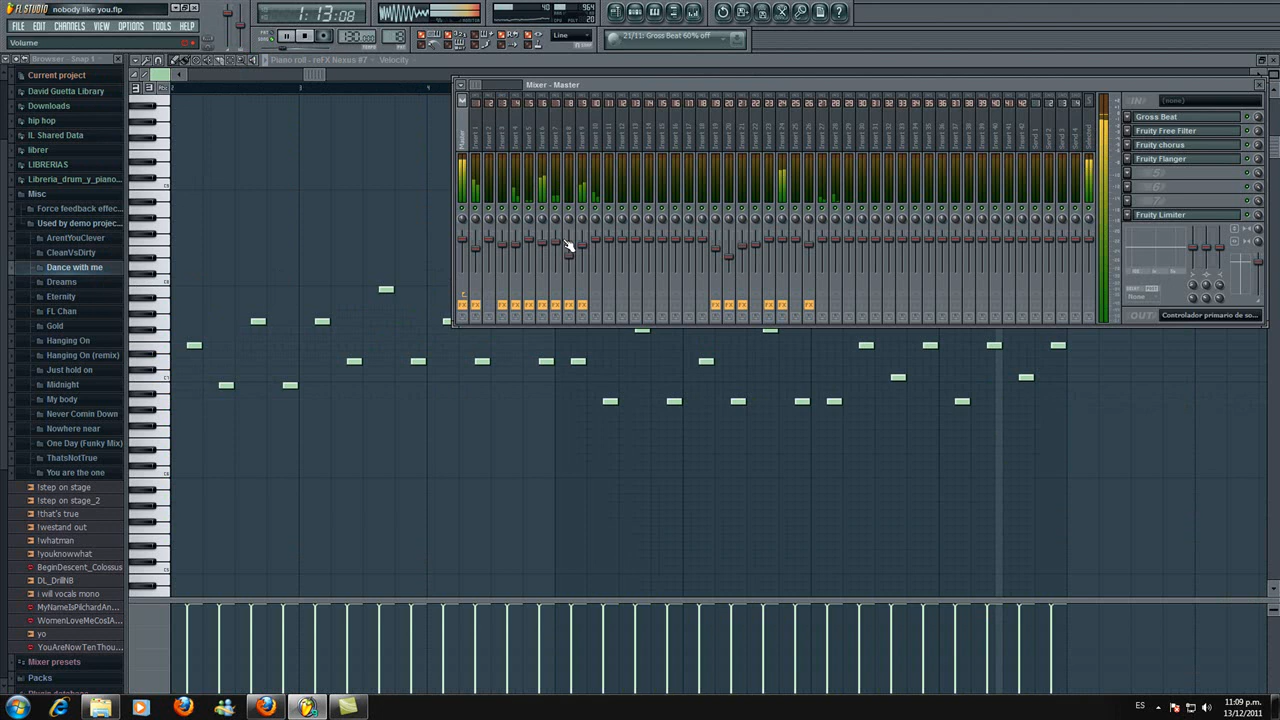 FL STUDIO
nobody like you.flp
FILE EDIT CHANNELS VIEW OPTIONS TOOLS HELP
Volume
1:13:08
Line
21/11: Gross Beat 60% off
Browser - Snap 1
Piano roll - reFX Nexus #7
Velocity
Current project
David Guetta Library
Downloads
hip hop
IL Shared Data
librer
LIBRERIAS
Libreria_drum_y_piano...
Misc
Force feedback effec...
Used by demo projec...
ArentYouClever
CleanVsDirty
Dance with me
Dreams
Eternity
FL Chan
Gold
Hanging On
Hanging On (remix)
Just hold on
Midnight
My body
Never Comin Down
Nowhere near
One Day (Funky Mix)
ThatsNotTrue
You are the one
!step on stage
!step on stage_2
!that's true
!westand out
!whatman
!youknowwhat
BeginDescent_Colossus
DL_DrillNB
i will vocals mono
MyNameIsPilchardAn...
WomenLoveMeCosIA...
yo
YouAreNowTenThou...
Mixer presets
Packs
Mixer - Master
(none)
Gross Beat
Fruity Free Filter
Fruity chorus
Fruity Flanger
Fruity Limiter
None
Controlador primario de so...
ES
11:09 p.m.
13/12/2011